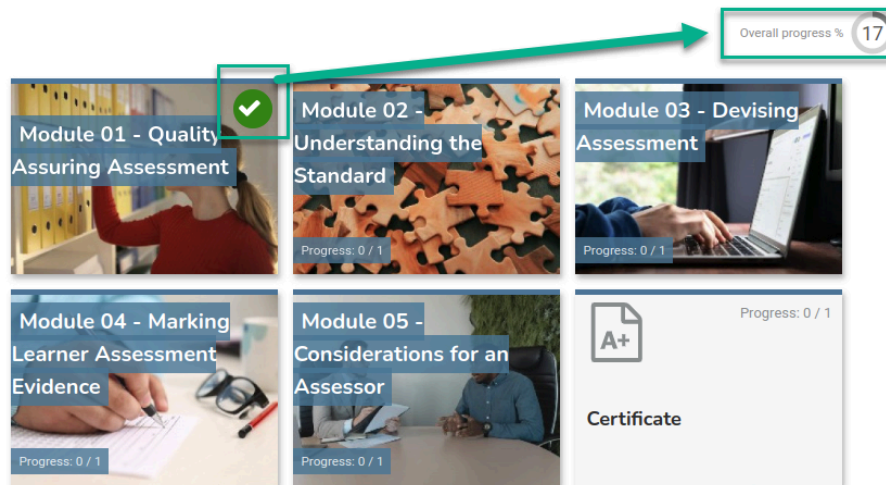 Overall progress % 17
Module 01 - Quality
Assuring Assessment
Module 02 -
Understanding the
Standard
Progress: 0 / 1
Module 03 - Devising
Assessment
Progress: 0 / 1
Module 04 - Marking
Learner Assessment
Evidence
Progress: 0 / 1
Module 05 -
Considerations for an
Assessor
Progress: 0 / 1
A+
Progress: 0 / 1
Certificate